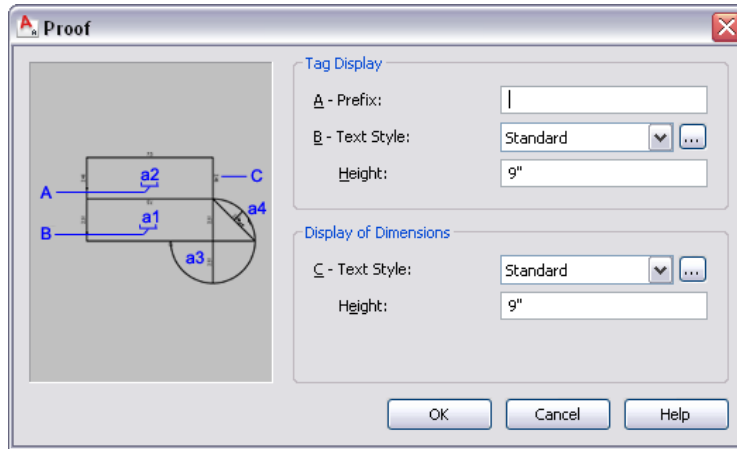 Proof
Tag Display
A - Prefix:
B - Text Style: Standard ...
Height: 9"
Display of Dimensions
C - Text Style: Standard ...
Height: 9"
a2
A
C
a1
a4
B
a3
OK Cancel Help